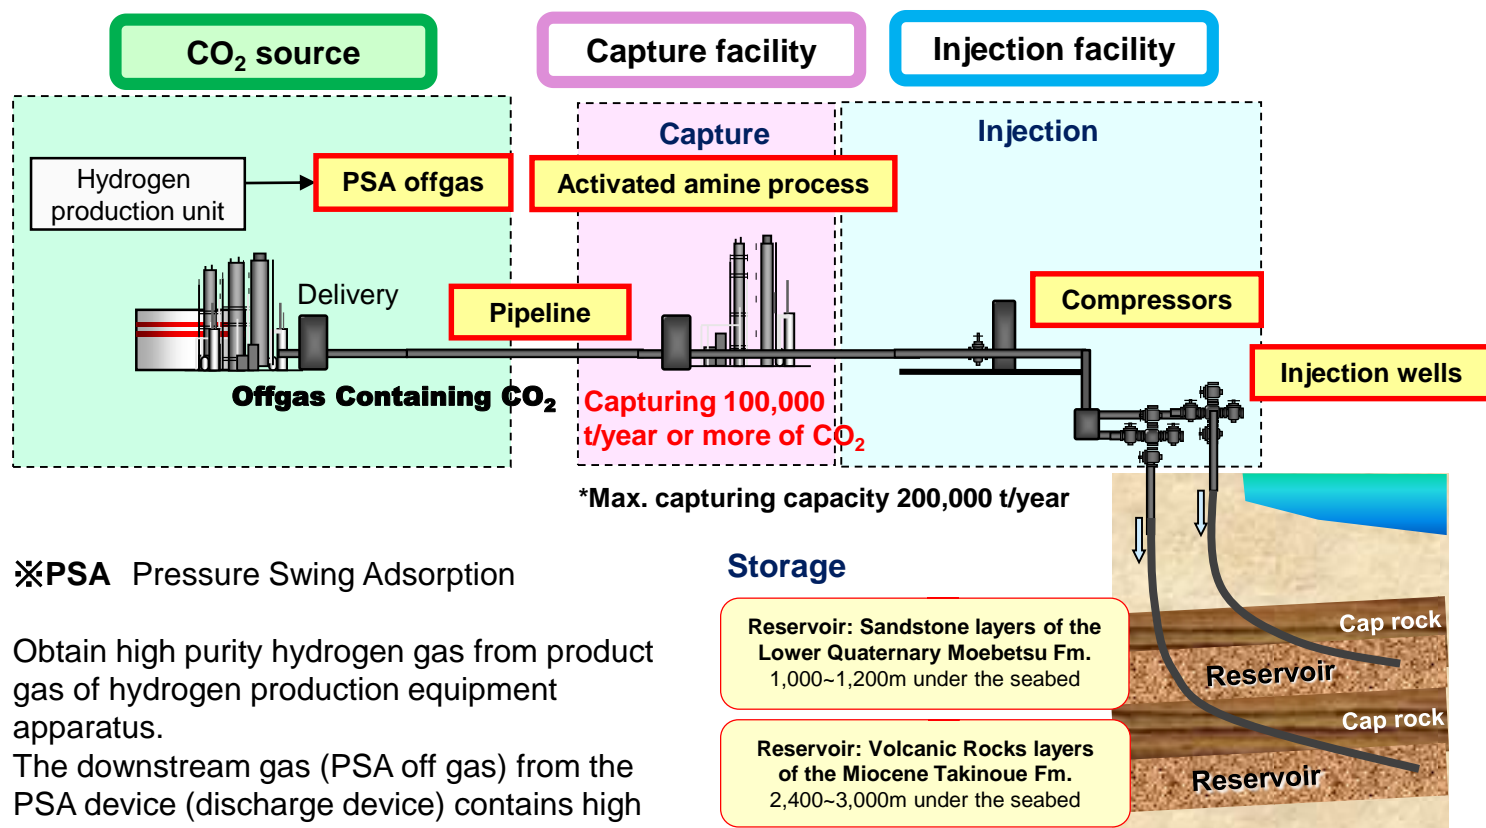 CO₂ source
Capture facility
Injection facility
Capture
Injection
Hydrogen
production unit
PSA offgas
Activated amine process
Delivery
Pipeline
Compressors
Injection wells
Offgas Containing CO₂
Capturing 100,000
t/year or more of CO₂
*Max. capturing capacity 200,000 t/year
※PSA Pressure Swing Adsorption
Obtain high purity hydrogen gas from product
gas of hydrogen production equipment
apparatus.
The downstream gas (PSA off gas) from the
PSA device (discharge device) contains high
Storage
Reservoir: Sandstone layers of the
Lower Quaternary Moebetsu Fm.
1,000~1,200m under the seabed
Reservoir: Volcanic Rocks layers
of the Miocene Takinoue Fm.
2,400~3,000m under the seabed
Cap rock
Reservoir
Cap rock
Reservoir